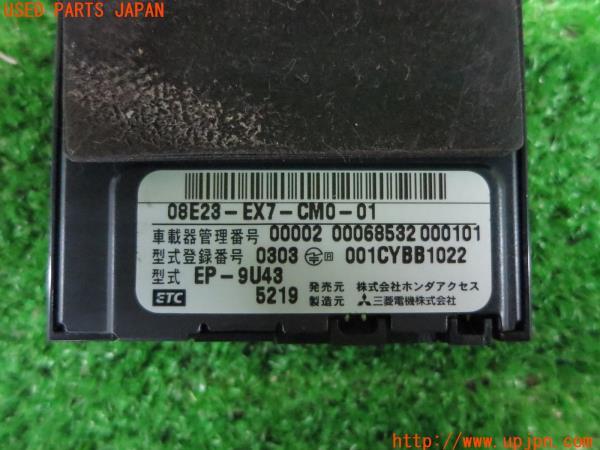 USED PARTS JAPAN
08E23-EX7-CM0-01
車載器管理番号 00002 00068532 000101
型式登録番号 0303 001CYBB1022
型式 EP-9U43
ETC 5219 発売元 株式会社ホンダアクセス
製造元 三菱電機株式会社
http://www.upjpn.com